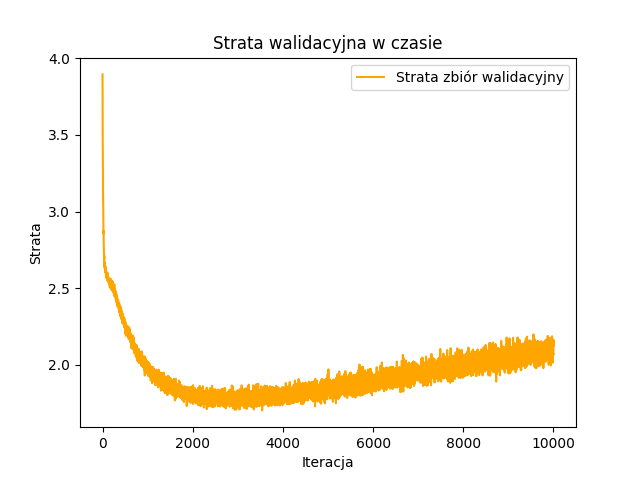 Strata walidacyjna w czasie
Strata zbiór walidacyjny
Strata
4.0
3.5
3.0
2.5
2.0
0
2000
4000
6000
8000
10000
Iteracja